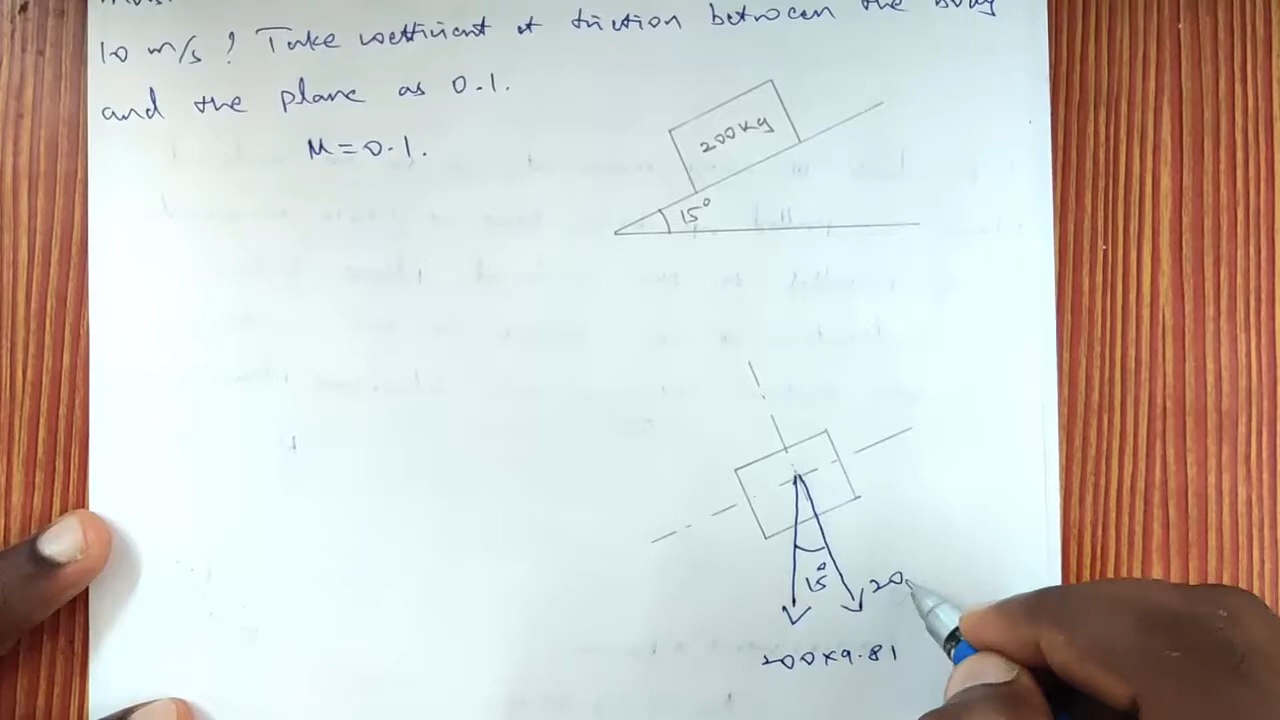 10 m/s ? Take coefficient of friction between the body
and the plane as 0.1.
M = 0.1.
200 kg
15°
15°
20
200×9.81